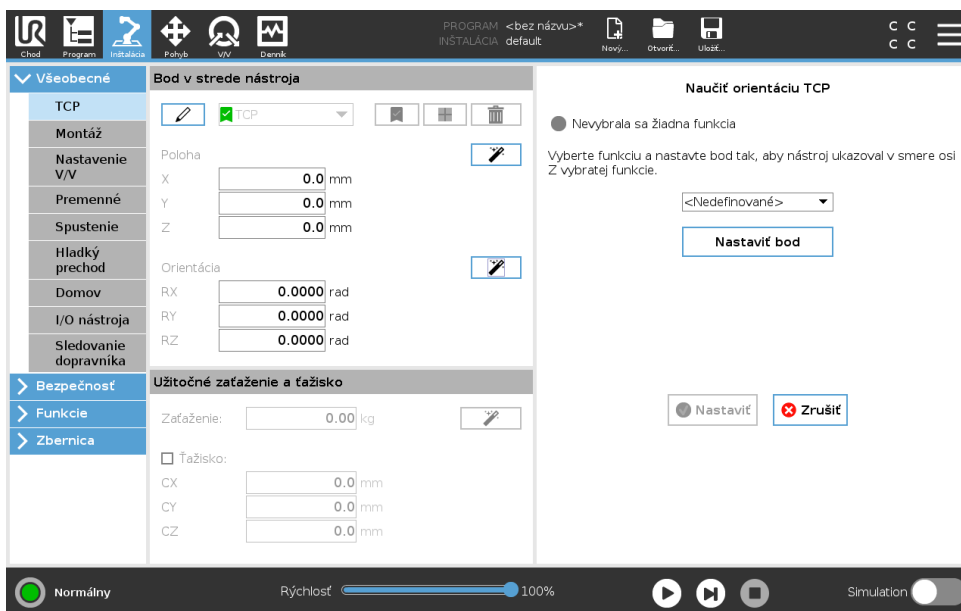 PROGRAM <bez názvu>*
INŠTALÁCIA default
C C
C C
Chod Program Inštalácia Pohyb V/V Denník Nový... Otvoriť... Uložiť...
Všeobecné
TCP
Montáž
Nastavenie
V/V
Premenné
Spustenie
Hladký
prechod
Domov
I/O nástroja
Sledovanie
dopravníka
Bezpečnosť
Funkcie
Zbernica
Bod v strede nástroja
TCP
Poloha
X 0.0 mm
Y 0.0 mm
Z 0.0 mm
Orientácia
RX 0.0000 rad
RY 0.0000 rad
RZ 0.0000 rad
Užitočné zaťaženie a ťažisko
Zaťaženie: 0.00 kg
Ťažisko:
CX 0.0 mm
CY 0.0 mm
CZ 0.0 mm
Naučiť orientáciu TCP
Nevybrala sa žiadna funkcia
Vyberte funkciu a nastavte bod tak, aby nástroj ukazoval v smere osi
Z vybratej funkcie.
<Nedefinované>
Nastaviť bod
Nastaviť Zrušiť
Normálny Rýchlosť 100% Simulation